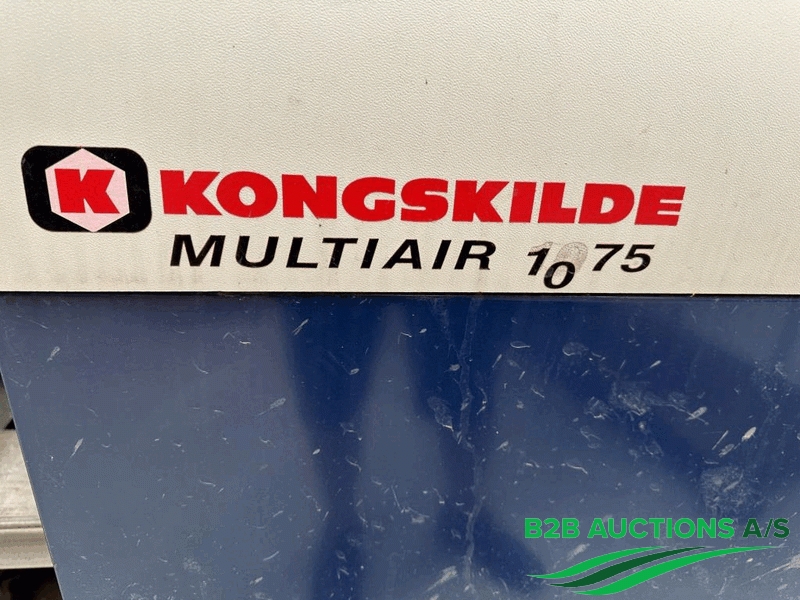 K KONGSKILDE
MULTIAIR 1075
B2B AUCTIONS A/S